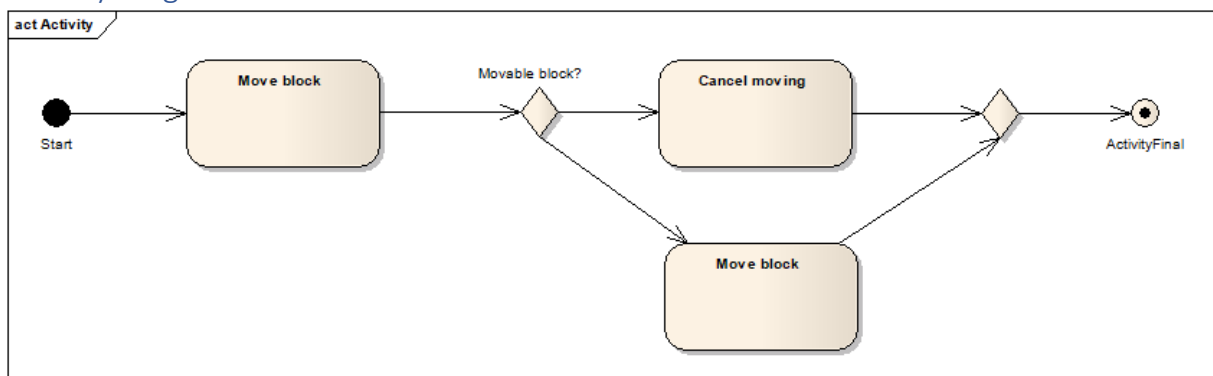 act Activity
Move block
Movable block?
Cancel moving
Start
ActivityFinal
Move block